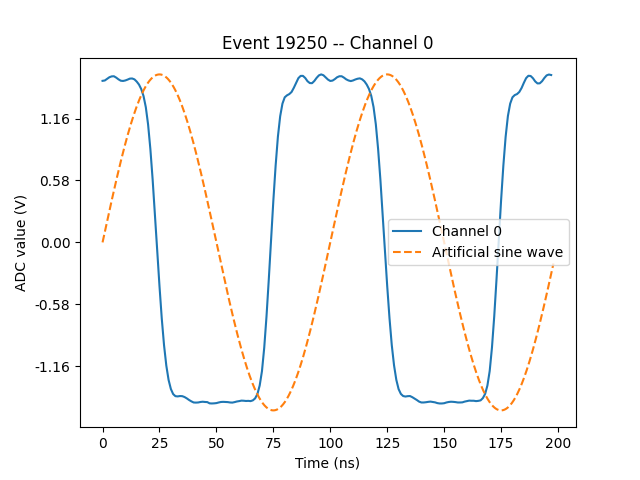 Event 19250 -- Channel 0
ADC value (V)
1.16
0.58
0.00
-0.58
-1.16
Channel 0
Artificial sine wave
0 25 50 75 100 125 150 175 200
Time (ns)